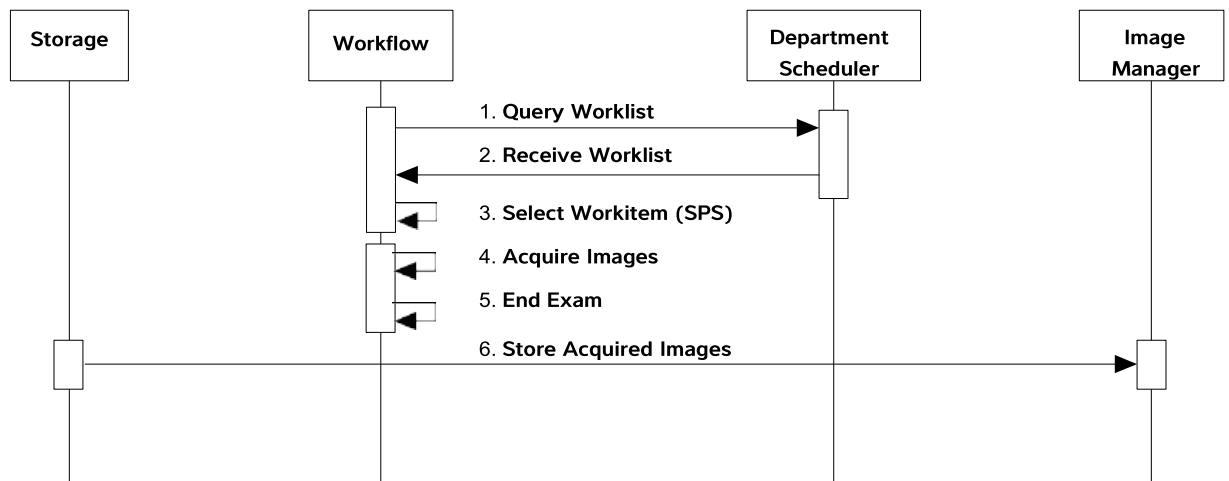 Storage
Workflow
Department
Scheduler
Image
Manager
1. Query Worklist
2. Receive Worklist
3. Select Workitem (SPS)
4. Acquire Images
5. End Exam
6. Store Acquired Images